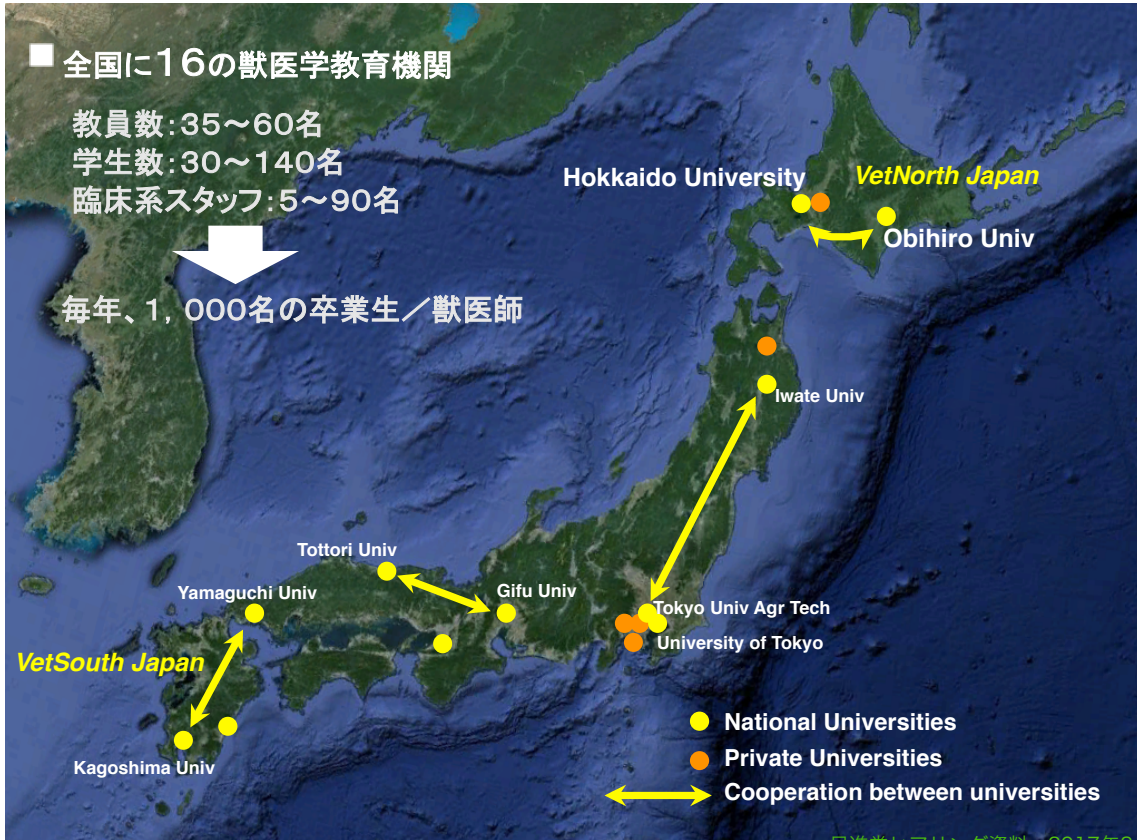 全国に16の獣医学教育機関
教員数:35〜60名
学生数:30〜140名
臨床系スタッフ:5〜90名
毎年、1,000名の卒業生／獣医師
Hokkaido University
VetNorth Japan
Obihiro Univ
Iwate Univ
Tottori Univ
Gifu Univ
Yamaguchi Univ
Tokyo Univ Agr Tech
University of Tokyo
VetSouth Japan
Kagoshima Univ
National Universities
Private Universities
Cooperation between universities